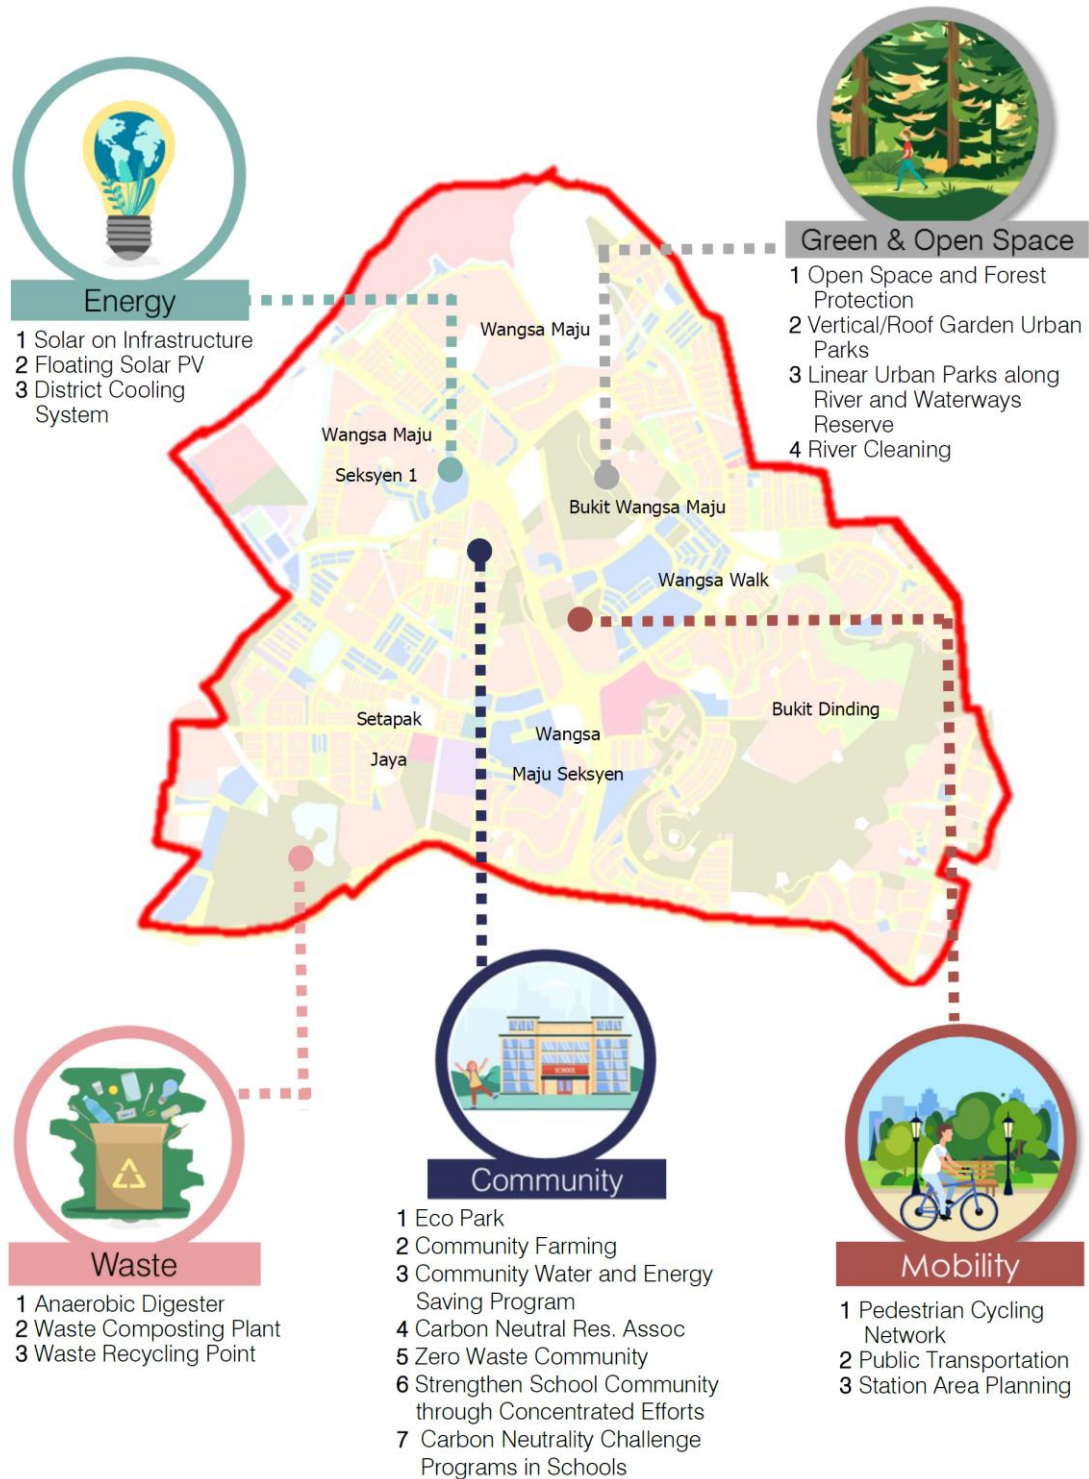 Energy
1 Solar on Infrastructure
2 Floating Solar PV
3 District Cooling
System
Green & Open Space
1 Open Space and Forest
Protection
2 Vertical/Roof Garden Urban
Parks
3 Linear Urban Parks along
River and Waterways
Reserve
4 River Cleaning
Wangsa Maju
Wangsa Maju
Seksyen 1
Bukit Wangsa Maju
Wangsa Walk
Setapak
Jaya
Wangsa
Maju Seksyen
Bukit Dinding
Waste
1 Anaerobic Digester
2 Waste Composting Plant
3 Waste Recycling Point
SCHOOL
Community
1 Eco Park
2 Community Farming
3 Community Water and Energy
Saving Program
4 Carbon Neutral Res. Assoc
5 Zero Waste Community
6 Strengthen School Community
through Concentrated Efforts
7 Carbon Neutrality Challenge
Programs in Schools
Mobility
1 Pedestrian Cycling
Network
2 Public Transportation
3 Station Area Planning